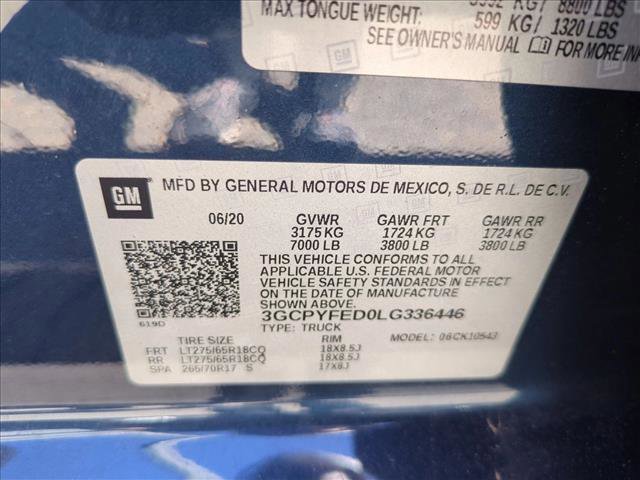 MAX TONGUE WEIGHT: 599 KG/ 1320 LBS
SEE OWNER'S MANUAL FOR MORE INF
GM
MFD BY GENERAL MOTORS DE MEXICO, S. DE R.L. DE C.V.
06/20 GVWR GAWR FRT GAWR RR
3175 KG 1724 KG 1724 KG
7000 LB 3800 LB 3800 LB
THIS VEHICLE CONFORMS TO ALL
APPLICABLE U.S. FEDERAL MOTOR
VEHICLE SAFETY STANDARDS IN EFFECT
ON THE DATE OF MANUFACTURE
SHOWN ABOVE.
619D 3GCPYFED0LG336446
TYPE: TRUCK MODEL: 06CK10543
TIRE SIZE RIM
FRT LT275/65R18CQ 18X8.5J
RR LT275/65R18CQ 18X8.5J
SPA 265/70R17 S 17X8J